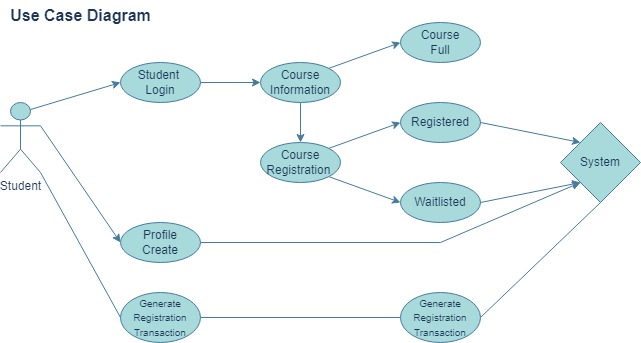 Use Case Diagram
Course
Full
Student
Login
Course
Information
Registered
Course
Registration
System
Student
Waitlisted
Profile
Create
Generate
Registration
Transaction
Generate
Registration
Transaction